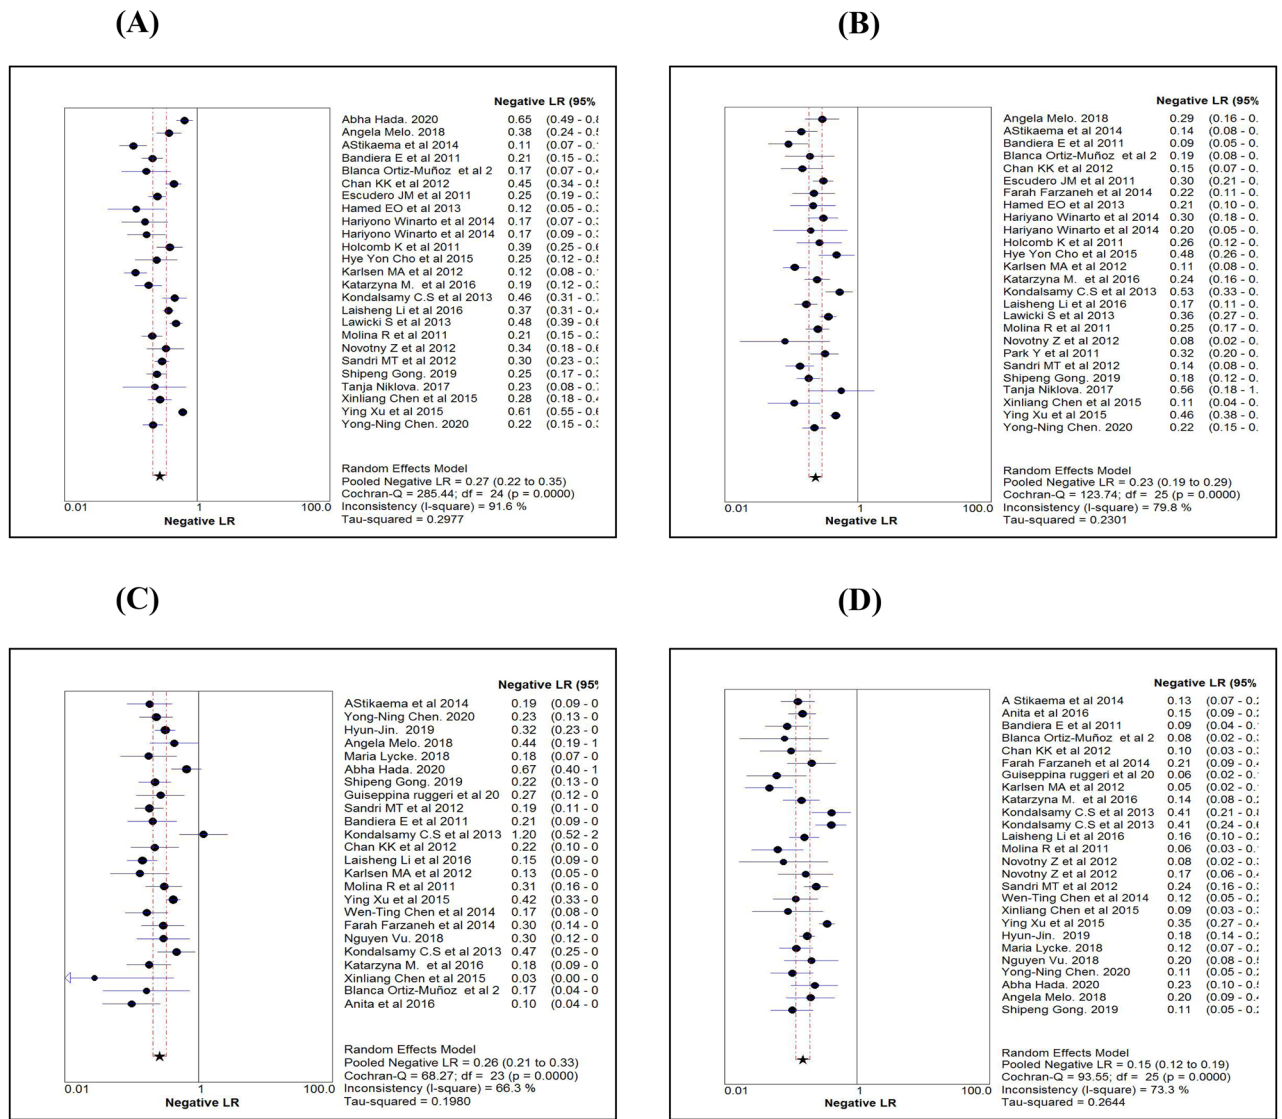 (A)
Negative LR (95%
Abha Hada. 2020 0.65 (0.49 - 0.8
Angela Melo. 2018 0.38 (0.24 - 0.5
AStikaema et al 2014 0.11 (0.07 - 0.
Bandiera E et al 2011 0.21 (0.15 - 0.3
Blanca Ortiz-Muñoz et al 2 0.17 (0.07 - 0.4
Chan KK et al 2012 0.45 (0.34 - 0.5
Escudero JM et al 2011 0.25 (0.19 - 0.3
Hamed EO et al 2013 0.12 (0.05 - 0.3
Hariyono Winarto et al 2014 0.17 (0.07 - 0.3
Hariyono Winarto et al 2014 0.17 (0.09 - 0.3
Holcomb K et al 2011 0.39 (0.25 - 0.6
Hye Yon Cho et al 2015 0.25 (0.12 - 0.5
Karlsen MA et al 2012 0.12 (0.08 - 0.
Katarzyna M. et al 2016 0.19 (0.12 - 0.3
Kondalsamy C.S et al 2013 0.46 (0.31 - 0.7
Laisheng Li et al 2016 0.37 (0.31 - 0.4
Lawicki S et al 2013 0.48 (0.39 - 0.6
Molina R et al 2011 0.21 (0.15 - 0.3
Novotny Z et al 2012 0.34 (0.18 - 0.6
Sandri MT et al 2012 0.30 (0.23 - 0.3
Shipeng Gong. 2019 0.25 (0.17 - 0.3
Tanja Niklova. 2017 0.23 (0.08 - 0.7
Xinliang Chen et al 2015 0.28 (0.18 - 0.4
Ying Xu et al 2015 0.61 (0.55 - 0.6
Yong-Ning Chen. 2020 0.22 (0.15 - 0.3
Random Effects Model
Pooled Negative LR = 0.27 (0.22 to 0.35)
Cochran-Q = 285.44; df = 24 (p = 0.0000)
Inconsistency (I-square) = 91.6 %
Tau-squared = 0.2977
0.01 1 100.0
Negative LR
(B)
Negative LR (95%
Angela Melo. 2018 0.29 (0.16 - 0.
AStikaema et al 2014 0.14 (0.08 - 0.
Bandiera E et al 2011 0.09 (0.05 - 0.
Blanca Ortiz-Muñoz et al 2 0.19 (0.08 - 0.
Chan KK et al 2012 0.15 (0.07 - 0.
Escudero JM et al 2011 0.30 (0.21 - 0.
Farah Farzaneh et al 2014 0.22 (0.11 - 0.
Hamed EO et al 2013 0.21 (0.10 - 0.
Hariyono Winarto et al 2014 0.30 (0.18 - 0.
Hariyano Winarto et al 2014 0.20 (0.05 - 0.
Holcomb K et al 2011 0.26 (0.12 - 0.
Hye Yon Cho et al 2015 0.48 (0.26 - 0.
Karlsen MA et al 2012 0.11 (0.08 - 0.
Katarzyna M. et al 2016 0.24 (0.16 - 0.
Kondalsamy C.S et al 2013 0.53 (0.33 - 0.
Laisheng Li et al 2016 0.17 (0.11 - 0.
Lawicki S et al 2013 0.36 (0.27 - 0.
Molina R et al 2011 0.25 (0.17 - 0.
Novotny Z et al 2012 0.08 (0.02 - 0.
Park Y et al 2011 0.32 (0.20 - 0.
Sandri MT et al 2012 0.14 (0.08 - 0.
Shipeng Gong. 2019 0.18 (0.12 - 0.
Tanja Niklova. 2017 0.56 (0.18 - 1.
Xinliang Chen et al 2015 0.11 (0.04 - 0.
Ying Xu et al 2015 0.46 (0.38 - 0.
Yong-Ning Chen. 2020 0.22 (0.15 - 0.
Random Effects Model
Pooled Negative LR = 0.23 (0.19 to 0.29)
Cochran-Q = 123.74; df = 25 (p = 0.0000)
Inconsistency (I-square) = 79.8 %
Tau-squared = 0.2301
0.01 1 100.0
Negative LR
(C)
Negative LR (95%
AStikaema et al 2014 0.19 (0.09 - 0
Yong-Ning Chen. 2020 0.23 (0.13 - 0
Hyun-Jin. 2019 0.32 (0.23 - 0
Angela Melo. 2018 0.44 (0.19 - 1
Maria Lycke. 2018 0.18 (0.07 - 0
Abha Hada. 2020 0.67 (0.40 - 1
Shipeng Gong. 2019 0.22 (0.13 - 0
Guiseppina ruggeri et al 20 0.27 (0.12 - 0
Sandri MT et al 2012 0.19 (0.11 - 0
Bandiera E et al 2011 0.21 (0.09 - 0
Kondalsamy C.S et al 2013 1.20 (0.52 - 2
Chan KK et al 2012 0.22 (0.10 - 0
Laisheng Li et al 2016 0.15 (0.09 - 0
Karlsen MA et al 2012 0.13 (0.05 - 0
Molina R et al 2011 0.31 (0.16 - 0
Ying Xu et al 2015 0.42 (0.33 - 0
Wen-Ting Chen et al 2014 0.17 (0.08 - 0
Farah Farzaneh et al 2014 0.30 (0.14 - 0
Nguyen Vu. 2018 0.30 (0.12 - 0
Kondalsamy C.S et al 2013 0.47 (0.25 - 0
Katarzyna M. et al 2016 0.18 (0.09 - 0
Xinliang Chen et al 2015 0.03 (0.00 - 0
Blanca Ortiz-Muñoz et al 2 0.17 (0.04 - 0
Anita et al 2016 0.10 (0.04 - 0
Random Effects Model
Pooled Negative LR = 0.26 (0.21 to 0.33)
Cochran-Q = 68.27; df = 23 (p = 0.0000)
Inconsistency (I-square) = 66.3 %
Tau-squared = 0.1980
0.01 1 100.0
Negative LR
(D)
Negative LR (95%
A Stikaema et al 2014 0.13 (0.07 - 0.2
Anita et al 2016 0.15 (0.09 - 0.2
Bandiera E et al 2011 0.09 (0.04 - 0.
Blanca Ortiz-Muñoz et al 2 0.08 (0.02 - 0.3
Chan KK et al 2012 0.10 (0.03 - 0.3
Farah Farzaneh et al 2014 0.21 (0.09 - 0.4
Guiseppina ruggeri et al 20 0.06 (0.02 - 0.
Karlsen MA et al 2012 0.05 (0.02 - 0.
Katarzyna M. et al 2016 0.14 (0.08 - 0.2
Kondalsamy C.S et al 2013 0.41 (0.21 - 0.8
Kondalsamy C.S et al 2013 0.41 (0.24 - 0.6
Laisheng Li et al 2016 0.16 (0.10 - 0.2
Molina R et al 2011 0.06 (0.03 - 0.
Novotny Z et al 2012 0.08 (0.02 - 0.3
Novotny Z et al 2012 0.17 (0.06 - 0.4
Sandri MT et al 2012 0.24 (0.16 - 0.3
Wen-Ting Chen et al 2014 0.12 (0.05 - 0.2
Xinliang Chen et al 2015 0.09 (0.03 - 0.3
Ying Xu et al 2015 0.35 (0.27 - 0.4
Hyun-Jin. 2019 0.18 (0.14 - 0.2
Maria Lycke. 2018 0.12 (0.07 - 0.2
Nguyen Vu. 2018 0.20 (0.08 - 0.5
Yong-Ning Chen. 2020 0.11 (0.05 - 0.2
Abha Hada. 2020 0.23 (0.10 - 0.5
Angela Melo. 2018 0.20 (0.09 - 0.4
Shipeng Gong. 2019 0.11 (0.05 - 0.2
Random Effects Model
Pooled Negative LR = 0.15 (0.12 to 0.19)
Cochran-Q = 93.55; df = 25 (p = 0.0000)
Inconsistency (I-square) = 73.3 %
Tau-squared = 0.2644
0.01 1 100.0
Negative LR